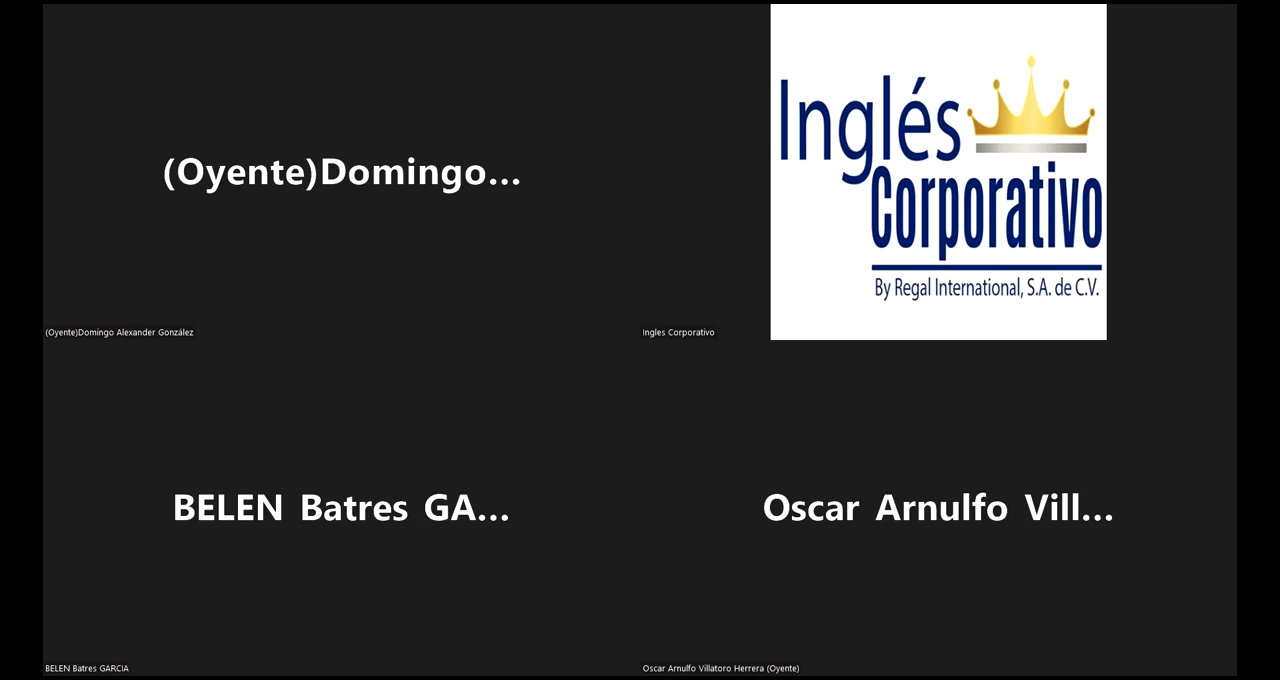 (Oyente)Domingo...
(Oyente)Domingo Alexander González
Inglés
Corporativo
By Regal International, S.A. de C.V.
Ingles Corporativo
BELEN Batres GA...
BELEN Batres GARCIA
Oscar Arnulfo Vill...
Oscar Arnulfo Villatoro Herrera (Oyente)